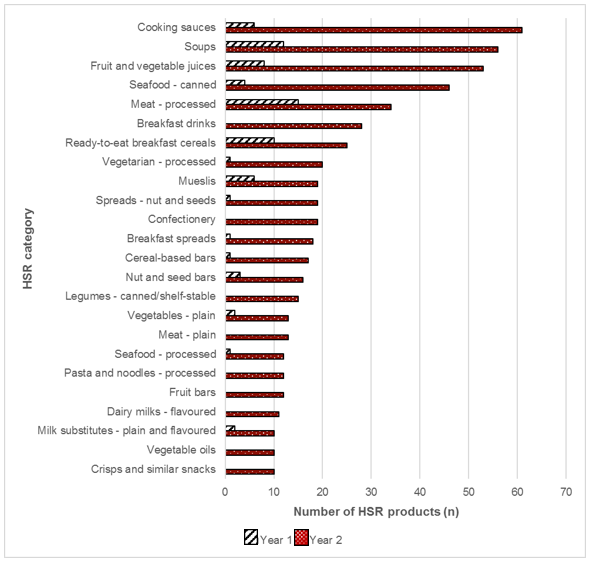 HSR category
Cooking sauces
Soups
Fruit and vegetable juices
Seafood - canned
Meat - processed
Breakfast drinks
Ready-to-eat breakfast cereals
Vegetarian - processed
Mueslis
Spreads - nut and seeds
Confectionery
Breakfast spreads
Cereal-based bars
Nut and seed bars
Legumes - canned/shelf-stable
Vegetables - plain
Meat - plain
Seafood - processed
Pasta and noodles - processed
Fruit bars
Dairy milks - flavoured
Milk substitutes - plain and flavoured
Vegetable oils
Crisps and similar snacks
0 10 20 30 40 50 60 70
Number of HSR products (n)
Year 1 Year 2